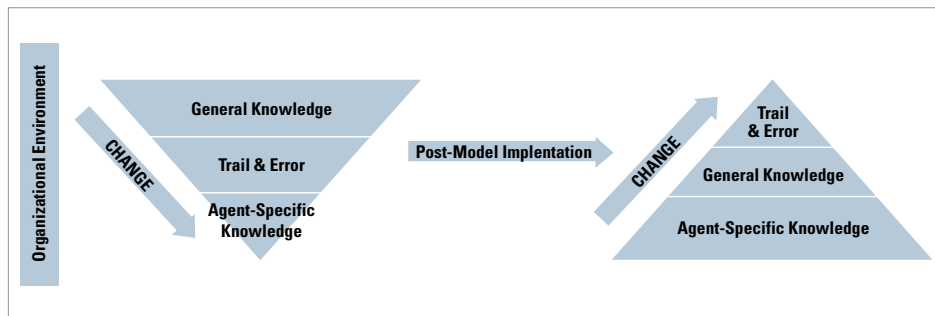 Organizational Environment
CHANGE
General Knowledge
Trail & Error
Agent-Specific
Knowledge
Post-Model Implentation
CHANGE
Trail
& Error
General Knowledge
Agent-Specific Knowledge